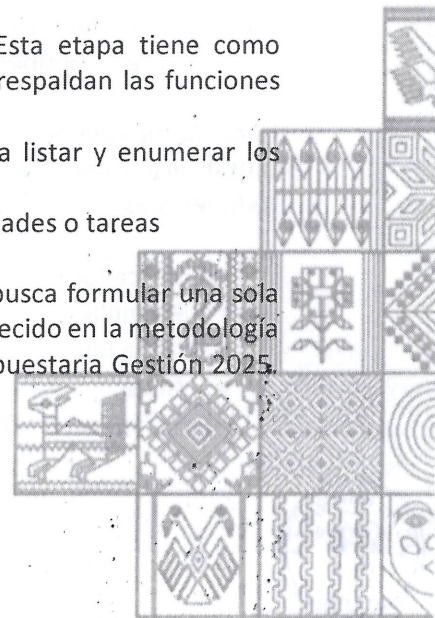 Esta etapa tiene como
respaldan las funciones
a listar y enumerar los
ades o tareas
busca formular una sola
ecido en la metodología
puestaria Gestión 2025.